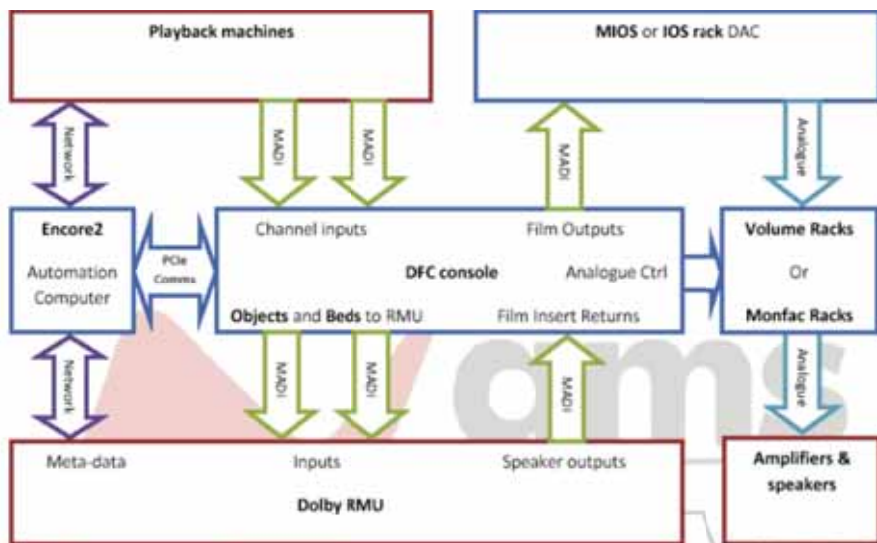 Playback machines
MIOS or IOS rack DAC
Network
MADI
MADI
MADI
Analogue
Encore2
Automation
Computer
PCIe
Comms
Channel inputs
Film Outputs
DFC console
Analogue Ctrl
Objects and Beds to RMU
Film Insert Returns
Volume Racks
Or
Monfac Racks
Network
MADI
MADI
MADI
Analogue
ams
Meta-data
Inputs
Speaker outputs
Dolby RMU
Amplifiers &
speakers